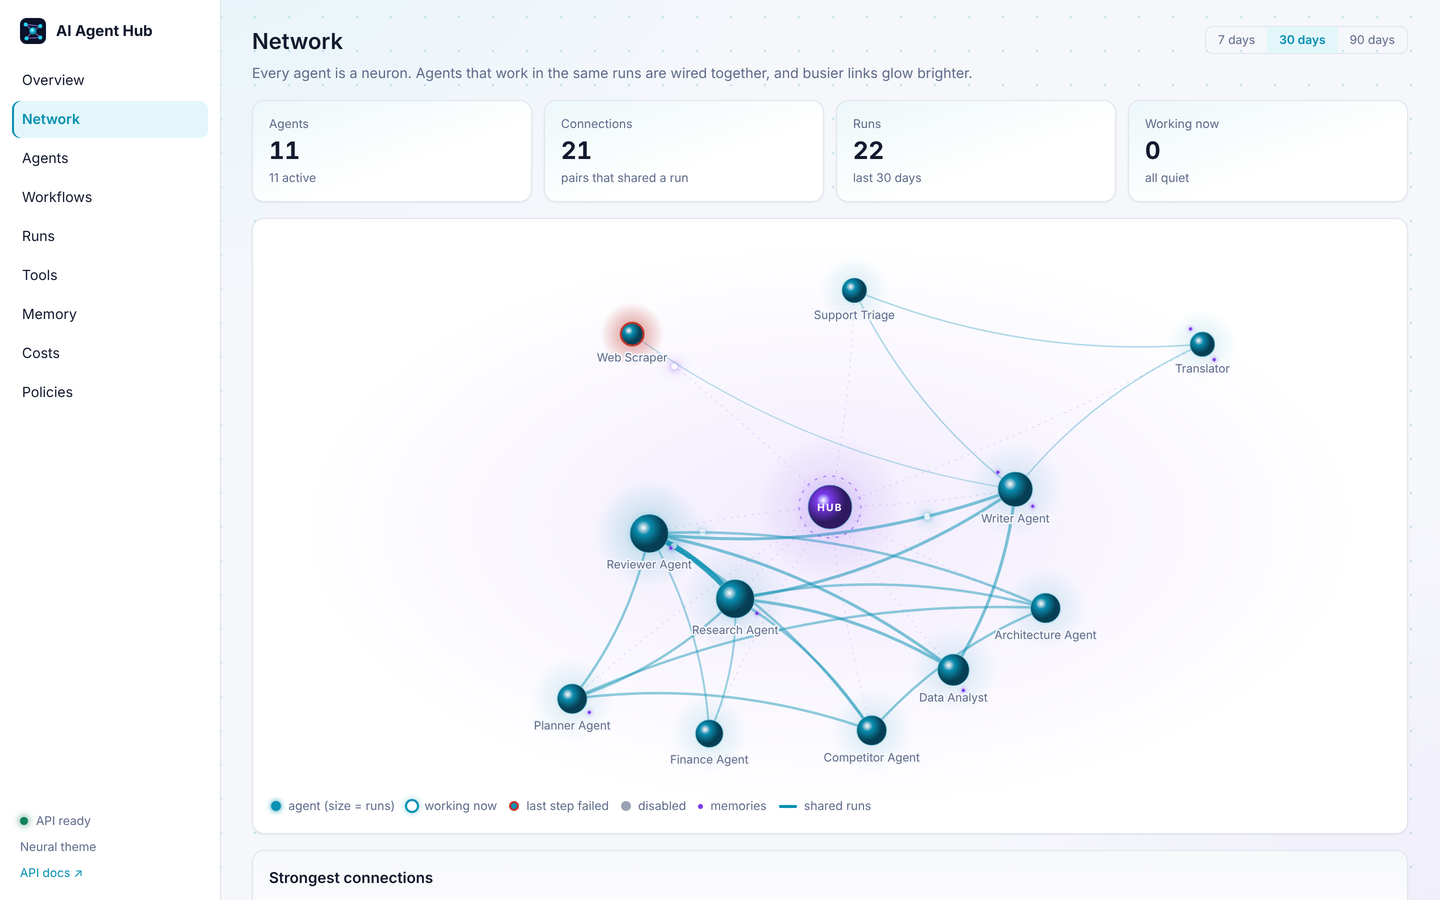 AI Agent Hub
Overview
Network
Agents
Workflows
Runs
Tools
Memory
Costs
Policies
API ready
Neural theme
API docs ↗
Network
7 days
30 days
90 days
Every agent is a neuron. Agents that work in the same runs are wired together, and busier links glow brighter.
Agents
11
11 active
Connections
21
pairs that shared a run
Runs
22
last 30 days
Working now
0
all quiet
Support Triage
Web Scraper
Translator
HUB
Writer Agent
Reviewer Agent
Research Agent
Architecture Agent
Data Analyst
Planner Agent
Finance Agent
Competitor Agent
agent (size = runs)
working now
last step failed
disabled
memories
shared runs
Strongest connections